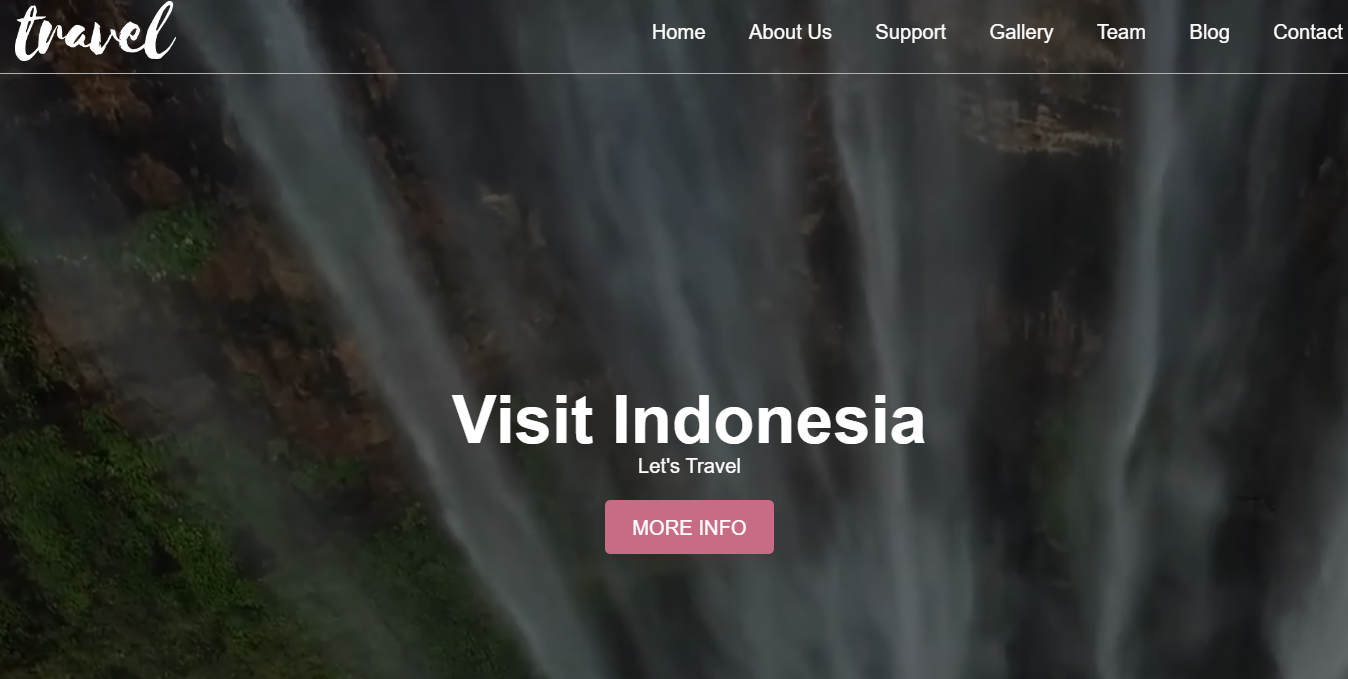 travel
Home About Us Support Gallery Team Blog Contact
Visit Indonesia
Let's Travel
MORE INFO